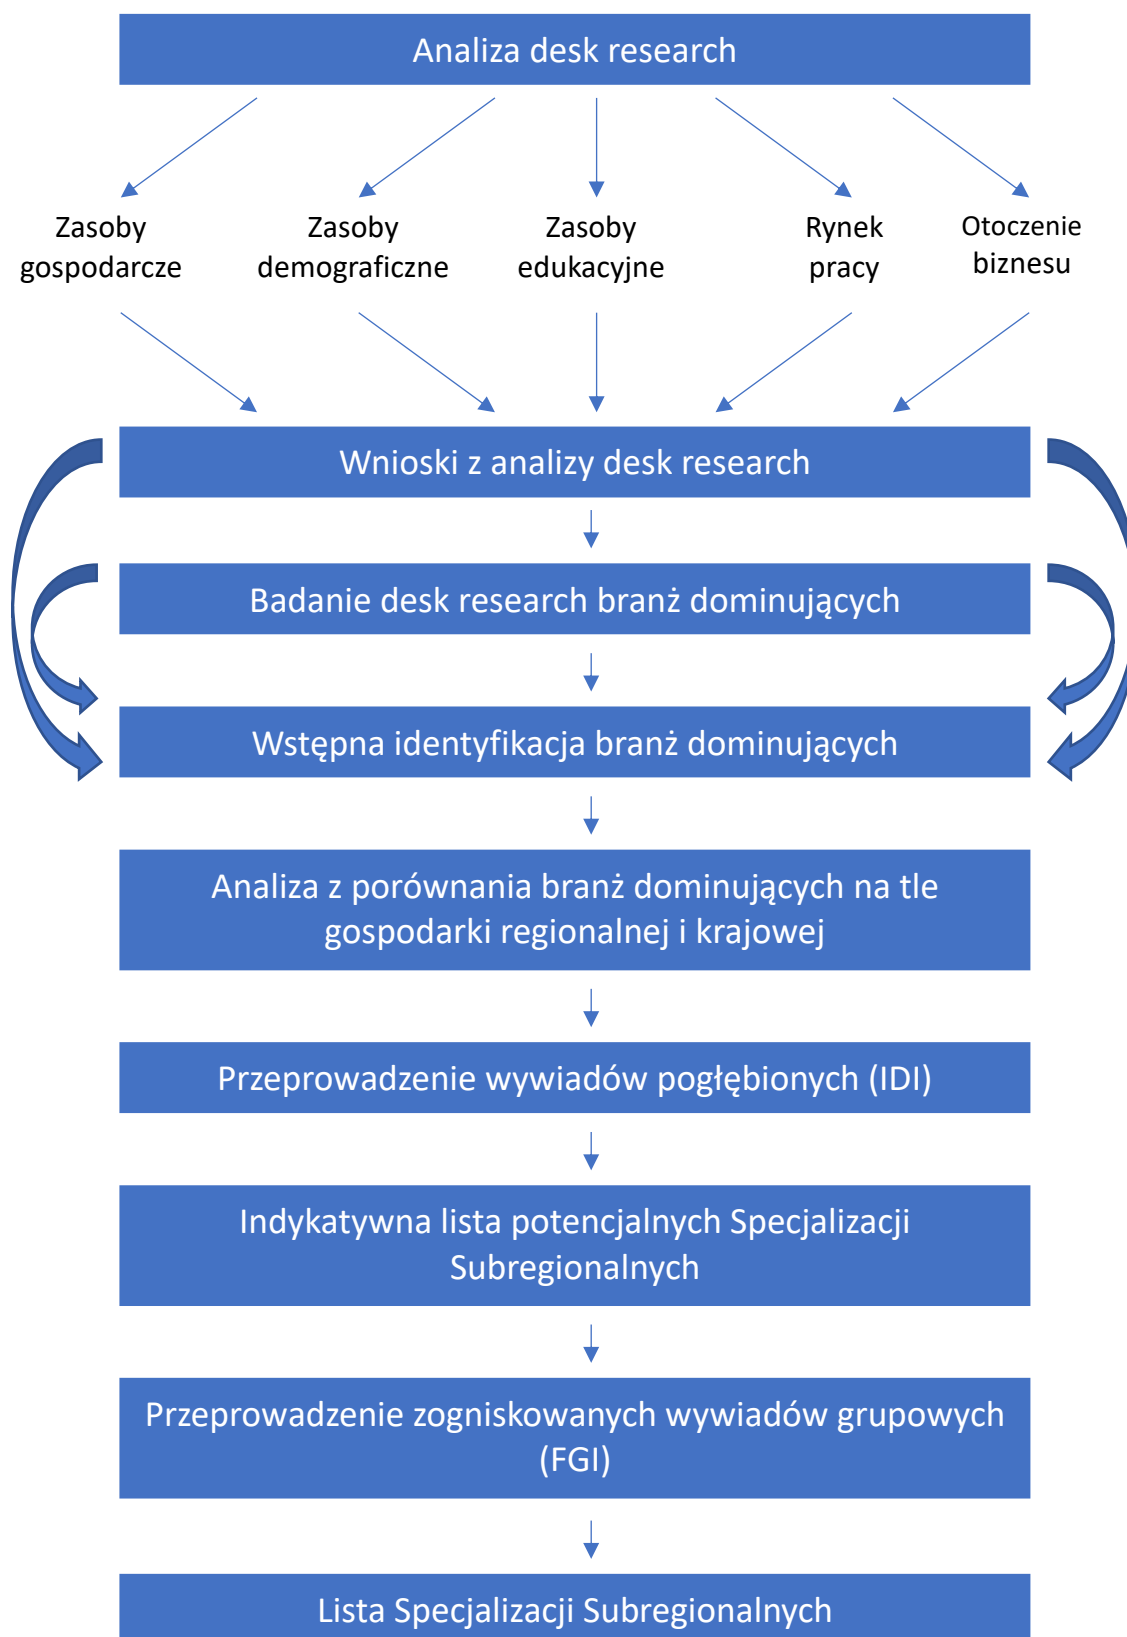 Analiza desk research
Zasoby
gospodarcze
Zasoby
demograficzne
Zasoby
edukacyjne
Rynek
pracy
Otoczenie
biznesu
Wnioski z analizy desk research
Badanie desk research branż dominujących
Wstępna identyfikacja branż dominujących
Analiza z porównania branż dominujących na tle
gospodarki regionalnej i krajowej
Przeprowadzenie wywiadów pogłębionych (IDI)
Indykatywna lista potencjalnych Specjalizacji
Subregionalnych
Przeprowadzenie zogniskowanych wywiadów grupowych
(FGI)
Lista Specjalizacji Subregionalnych